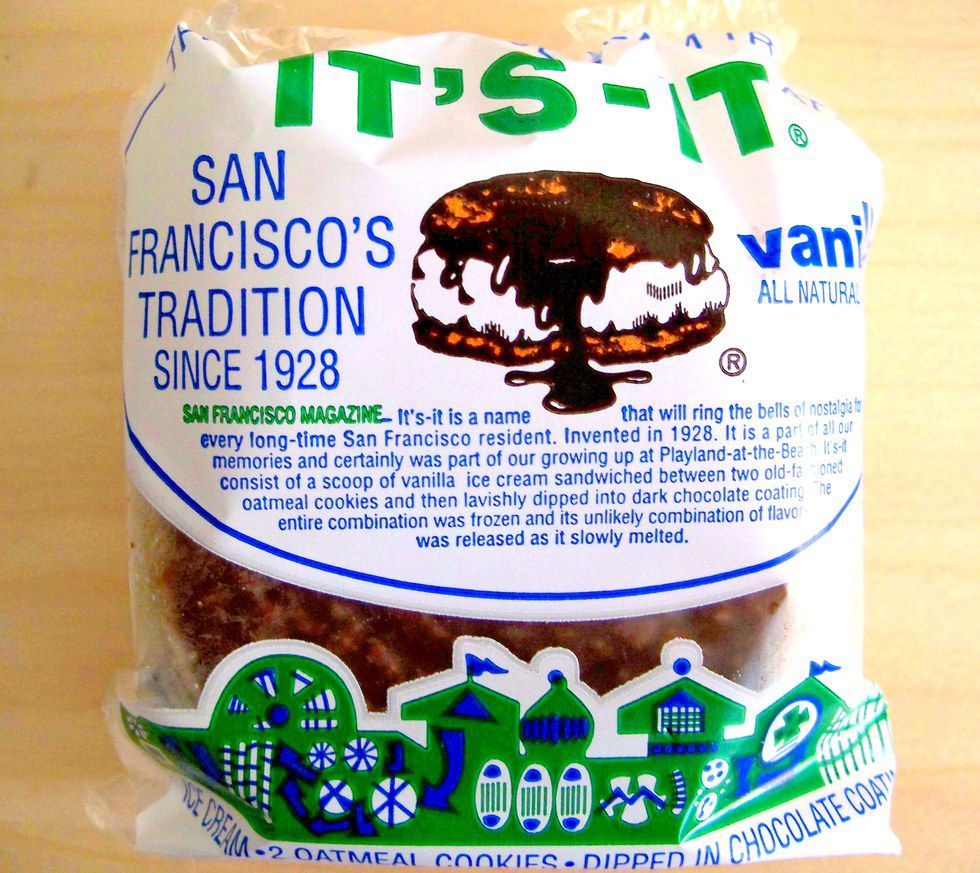 IT'S-IT®
SAN
FRANCISCO'S
TRADITION
SINCE 1928
vani
ALL NATURAL
®
SAN FRANCISCO MAGAZINE– It's-it is a name that will ring the bells of nostalgia for
every long-time San Francisco resident. Invented in 1928. It is a part of all our
memories and certainly was part of our growing up at Playland-at-the-Beach. It's-it
consist of a scoop of vanilla ice cream sandwiched between two old-fashioned
oatmeal cookies and then lavishly dipped into dark chocolate coating. The
entire combination was frozen and its unlikely combination of flavor
was released as it slowly melted.
ICE CREAM • 2 OATMEAL COOKIES • DIPPED IN CHOCOLATE COATI